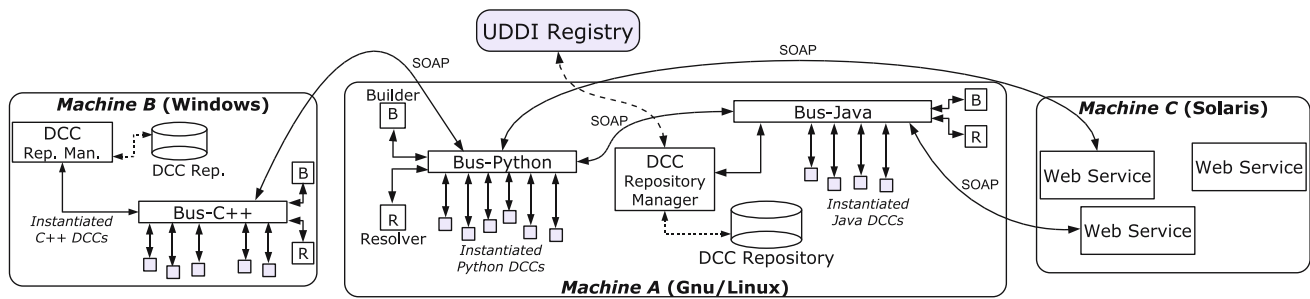 UDDI Registry
SOAP
SOAP
Machine B (Windows)
DCC
Rep. Man.
DCC Rep.
B
Bus-C++
Instantiated
C++ DCCs
R
Builder
B
Bus-Python
R
Resolver
Instantiated
Python DCCs
SOAP
DCC
Repository
Manager
DCC Repository
Bus-Java
B
R
Instantiated
Java DCCs
Machine A (Gnu/Linux)
SOAP
Machine C (Solaris)
Web Service
Web Service
Web Service